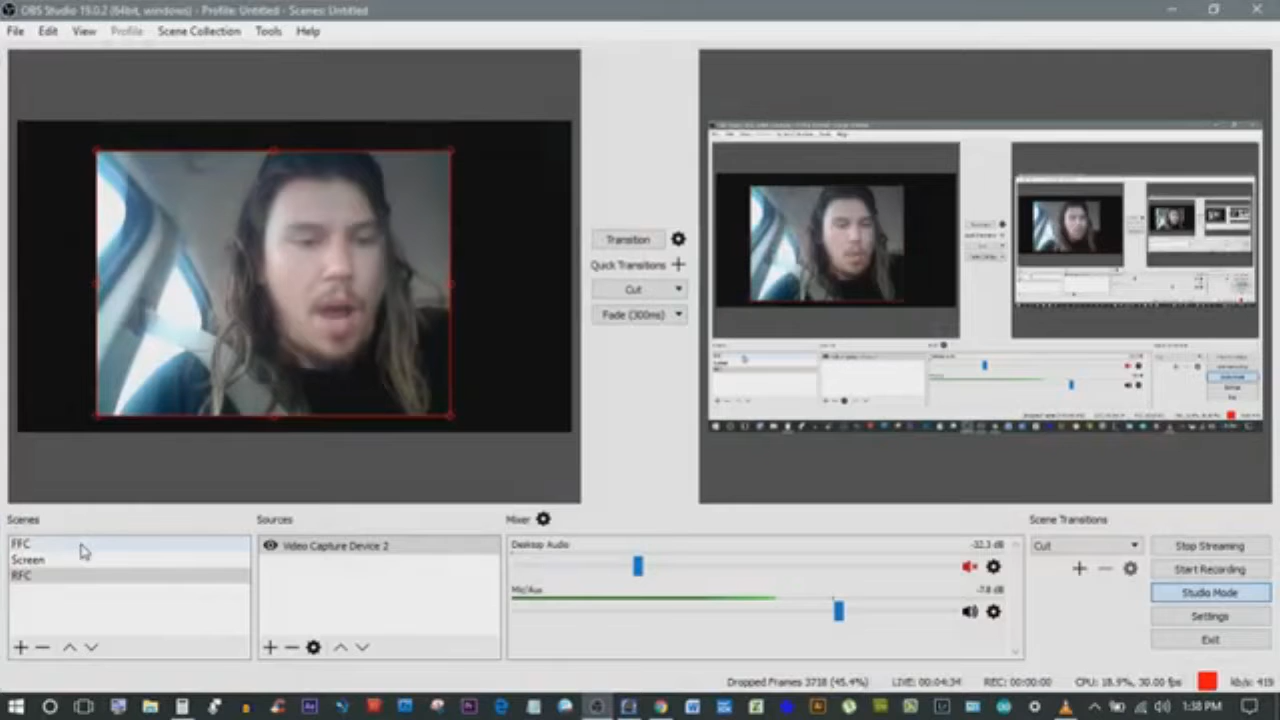 OBS Studio 19.0.2 (64bit, windows) - Profile: Untitled - Scenes: Untitled
File Edit View Profile Scene Collection Tools Help
Transition
Quick Transitions
Cut
Fade (300ms)
Scenes
FFC
Screen
RFC
Sources
Video Capture Device 2
Mixer
Desktop Audio -32.3 dB
Mic/Aux -7.8 dB
Scene Transitions
Cut
Stop Streaming
Start Recording
Studio Mode
Settings
Exit
Dropped Frames 3718 (45.4%) LIVE: 00:04:34 REC: 00:00:00 CPU: 18.9%, 30.00 fps kb/s: 419
1:38 PM